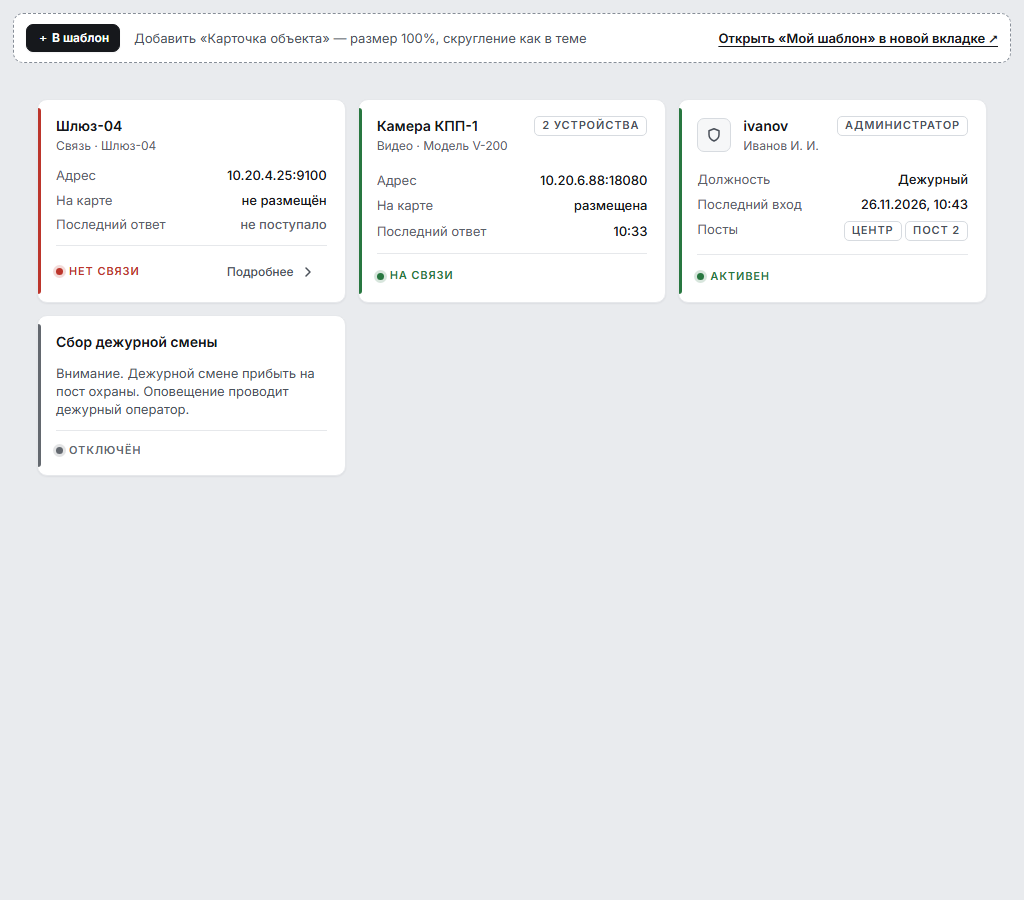 + В шаблон
Добавить «Карточка объекта» — размер 100%, скругление как в теме
Открыть «Мой шаблон» в новой вкладке ↗
Шлюз-04
Связь · Шлюз-04
Адрес 10.20.4.25:9100
На карте не размещён
Последний ответ не поступало
НЕТ СВЯЗИ
Подробнее
Камера КПП-1
2 УСТРОЙСТВА
Видео · Модель V-200
Адрес 10.20.6.88:18080
На карте размещена
Последний ответ 10:33
НА СВЯЗИ
ivanov
АДМИНИСТРАТОР
Иванов И. И.
Должность Дежурный
Последний вход 26.11.2026, 10:43
Посты ЦЕНТР ПОСТ 2
АКТИВЕН
Сбор дежурной смены
Внимание. Дежурной смене прибыть на
пост охраны. Оповещение проводит
дежурный оператор.
ОТКЛЮЧЁН